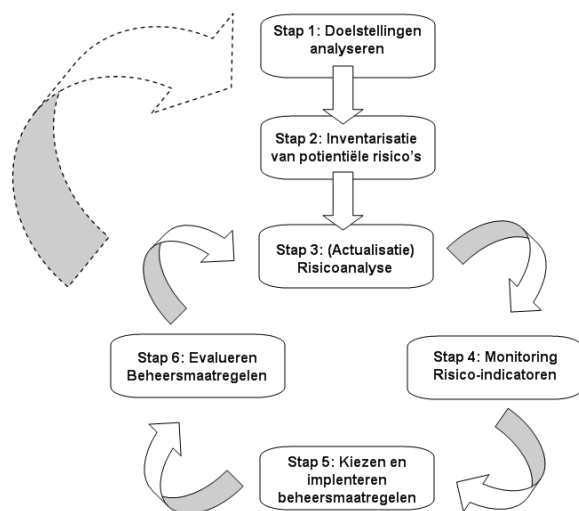 Stap 1: Doelstellingen
analyseren
Stap 2: Inventarisatie
van potientiële risico's
Stap 3: (Actualisatie)
Risicoanalyse
Stap 4: Monitoring
Risico-indicatoren
Stap 5: Kiezen en
implenteren
beheersmaatregelen
Stap 6: Evalueren
Beheersmaatregelen